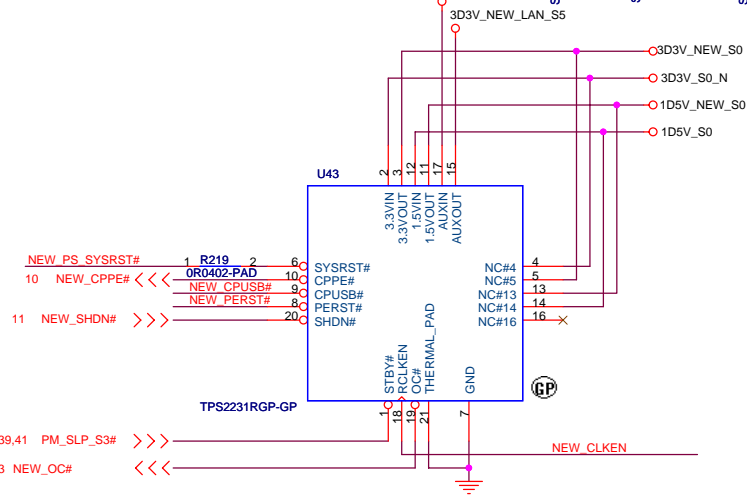 3D3V_NEW_LAN_S5
3D3V_NEW_S0
3D3V_S0_N
1D5V_NEW_S0
1D5V_S0
U43
2
3
12
11
17
15
3.3VIN
3.3VOUT
1.5VIN
1.5VOUT
AUXIN
AUXOUT
NEW_PS_SYSRST# 1 R219 2 6 SYSRST#
0R0402-PAD
10 NEW_CPPE# 10 CPPE#
NEW_CPUSB# 9 CPUSB#
NEW_PERST# 8 PERST#
11 NEW_SHDN# 20 SHDN#
NC#4 4
NC#5 5
NC#13 13
NC#14 14
NC#16 16
STBY#
RCLKEN
OC#
THERMAL_PAD
GND
GP
TPS2231RGP-GP
1
18
19
21
7
39,41 PM_SLP_S3#
NEW_CLKEN
3 NEW_OC#